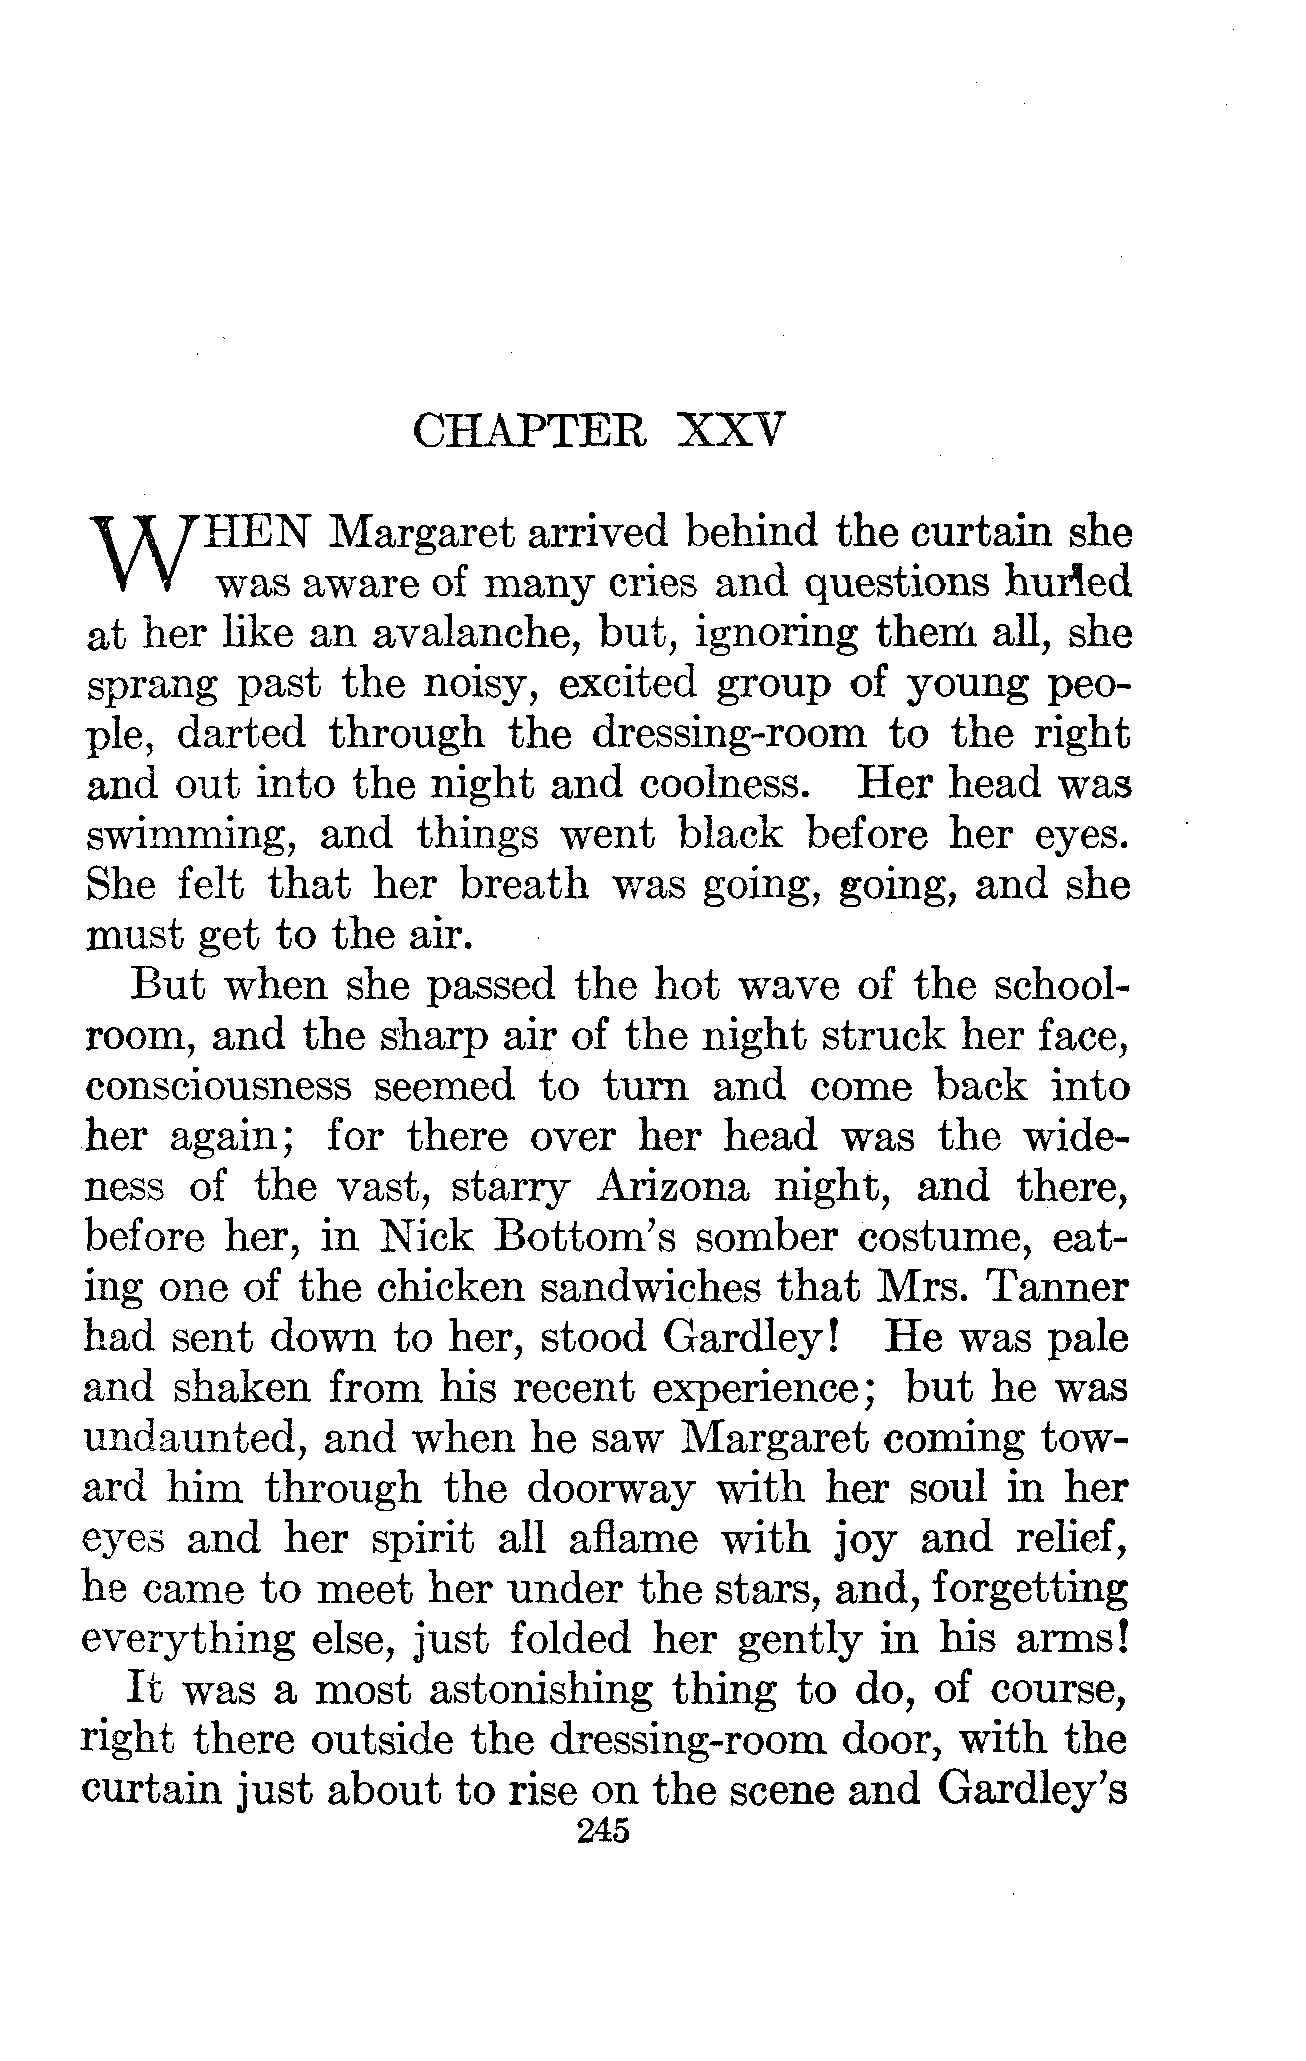 CHAPTER XXV
WHEN Margaret arrived behind the curtain she
was aware of many cries and questions hurled
at her like an avalanche, but, ignoring them all, she
sprang past the noisy, excited group of young peo-
ple, darted through the dressing-room to the right
and out into the night and coolness. Her head was
swimming, and things went black before her eyes.
She felt that her breath was going, going, and she
must get to the air.
But when she passed the hot wave of the school-
room, and the sharp air of the night struck her face,
consciousness seemed to turn and come back into
her again; for there over her head was the wide-
ness of the vast, starry Arizona night, and there,
before her, in Nick Bottom's somber costume, eat-
ing one of the chicken sandwiches that Mrs. Tanner
had sent down to her, stood Gardley! He was pale
and shaken from his recent experience; but he was
undaunted, and when he saw Margaret coming tow-
ard him through the doorway with her soul in her
eyes and her spirit all aflame with joy and relief,
he came to meet her under the stars, and, forgetting
everything else, just folded her gently in his arms!
It was a most astonishing thing to do, of course,
right there outside the dressing-room door, with the
curtain just about to rise on the scene and Gardley's
245